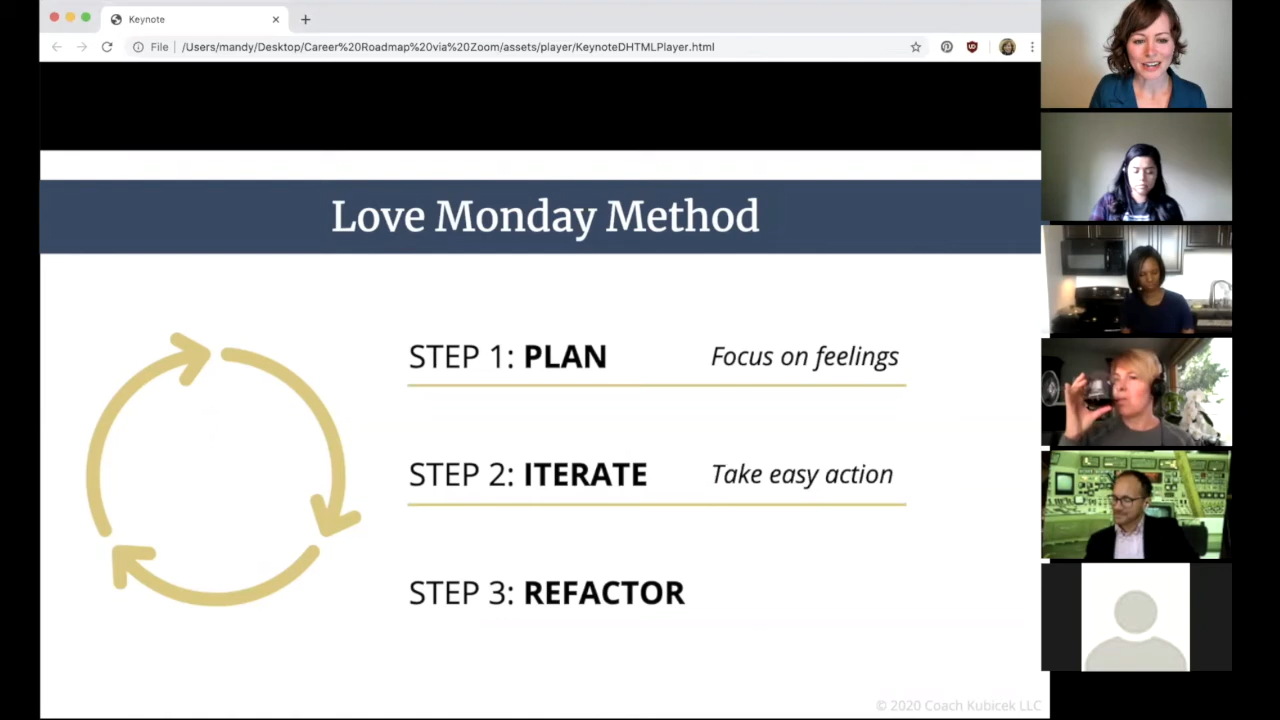 Keynote
File
/Users/mandy/Desktop/Career%20Roadmap%20via%20Zoom/assets/player/KeynoteDHTMLPlayer.html
Love Monday Method
STEP 1: PLAN Focus on feelings
STEP 2: ITERATE Take easy action
STEP 3: REFACTOR
© 2020 Coach Kubicek LLC